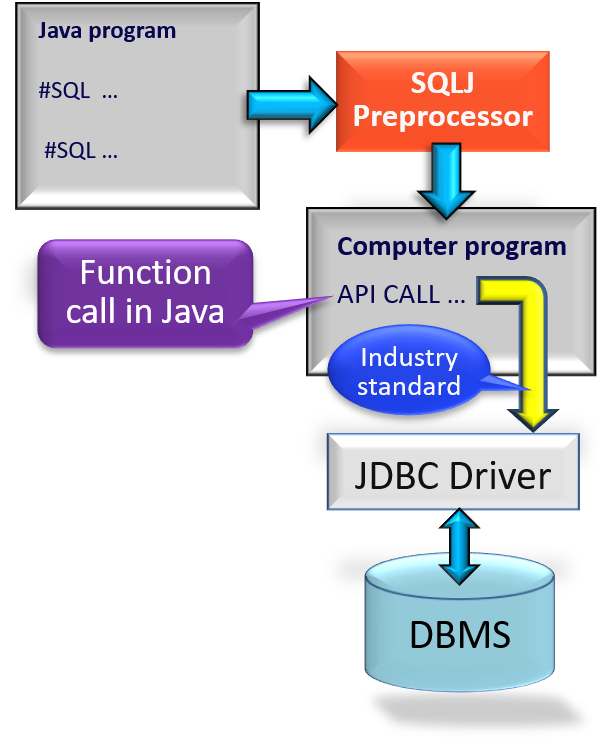 Java program
#SQL ...
#SQL ...
SQLJ
Preprocessor
Computer program
API CALL ...
Function
call in Java
Industry
standard
JDBC Driver
DBMS